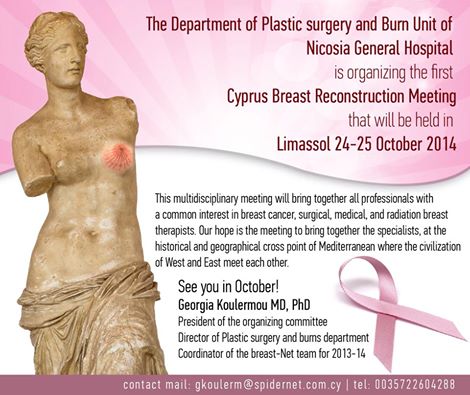 The Department of Plastic surgery and Burn Unit of
Nicosia General Hospital
is organizing the first
Cyprus Breast Reconstruction Meeting
that will be held in
Limassol 24-25 October 2014
This multidisciplinary meeting will bring together all professionals with
a common interest in breast cancer, surgical, medical, and radiation breast
therapists. Our hope is the meeting to bring together the specialists, at the
historical and geographical cross point of Mediterranean where the civilization
of West and East meet each other.
See you in October!
Georgia Koulermou MD, PhD
President of the organizing committee
Director of Plastic surgery and burns department
Coordinator of the breast-Net team for 2013-14
contact mail: gkoulerm@spidernet.com.cy | tel: 0035722604288